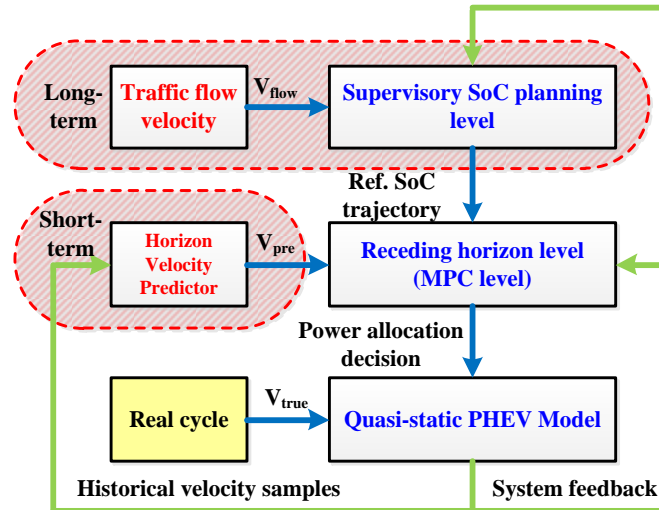 Long-
term
Traffic flow
velocity
V_flow
Supervisory SoC planning
level
Ref. SoC
trajectory
Short-
term
Horizon
Velocity
Predictor
V_pre
Receding horizon level
(MPC level)
Power allocation
decision
Real cycle
V_true
Quasi-static PHEV Model
Historical velocity samples
System feedback